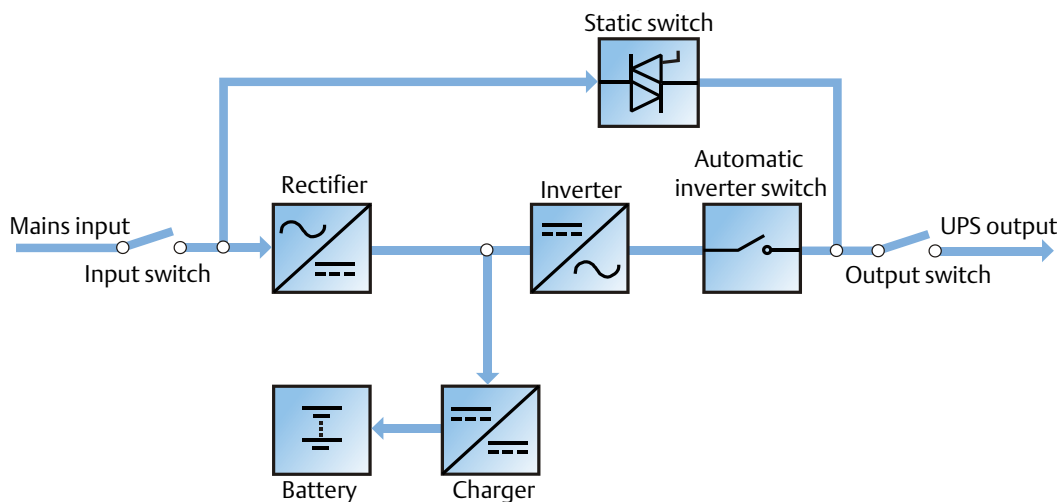 Static switch
Automatic
inverter switch
Rectifier
Inverter
Mains input
UPS output
Input switch
Output switch
Battery
Charger